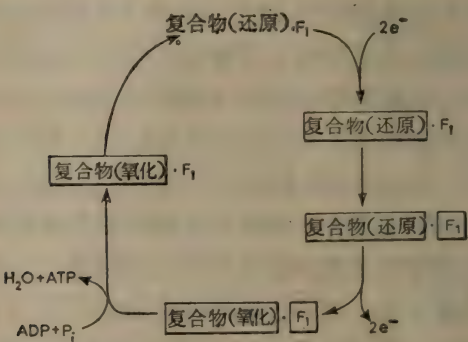 复合物(还原)·F₁
2e⁻
复合物(还原)·F₁
复合物(氧化)·F₁
复合物(还原)·F₁
H₂O+ATP
复合物(氧化)·F₁
2e⁻
ADP+Pᵢ